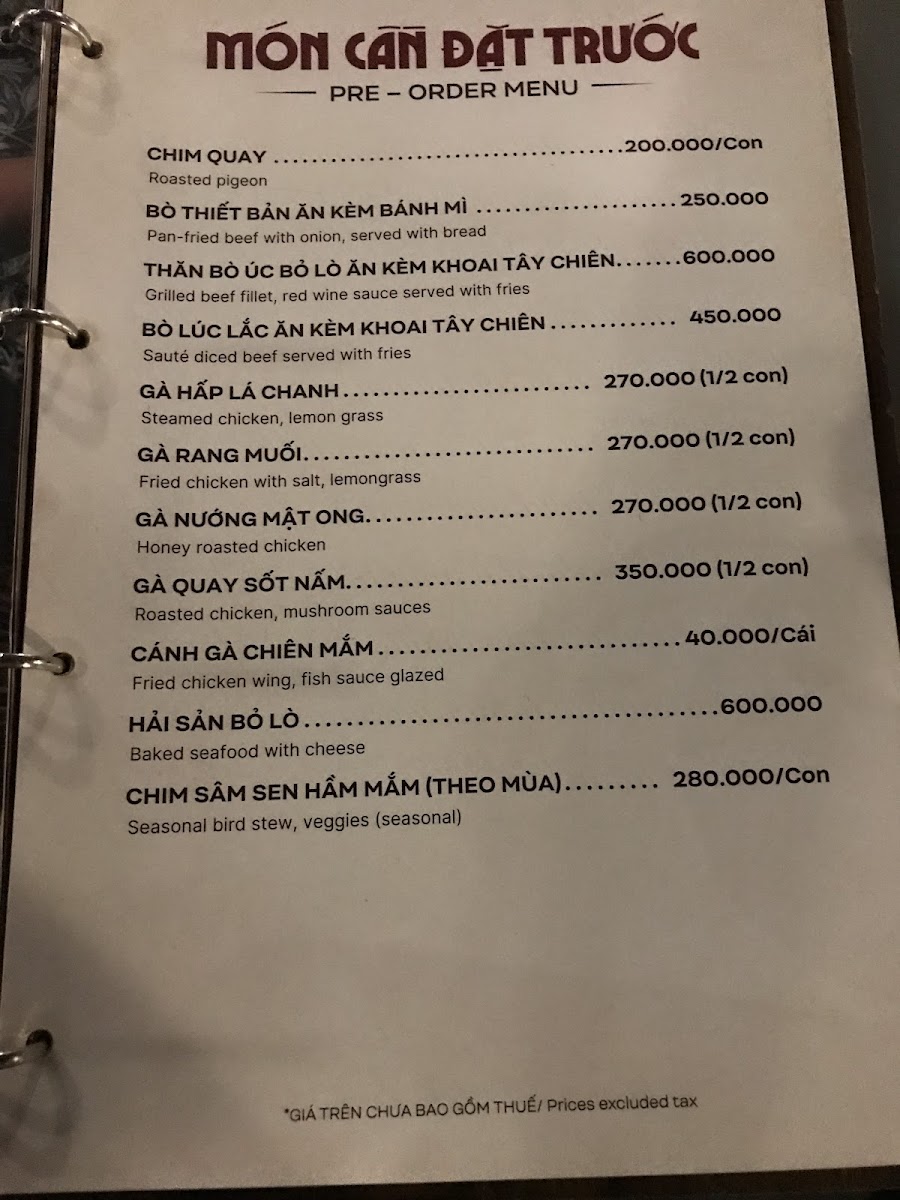 MÓN CẦN ĐẶT TRƯỚC
PRE – ORDER MENU
CHIM QUAY ..................................... 200.000/Con
Roasted pigeon
BÒ THIẾT BẢN ĂN KÈM BÁNH MÌ ..................... 250.000
Pan-fried beef with onion, served with bread
THĂN BÒ ÚC BỎ LÒ ĂN KÈM KHOAI TÂY CHIÊN.......600.000
Grilled beef fillet, red wine sauce served with fries
BÒ LÚC LẮC ĂN KÈM KHOAI TÂY CHIÊN ............. 450.000
Sauté diced beef served with fries
GÀ HẤP LÁ CHANH......................... 270.000 (1/2 con)
Steamed chicken, lemon grass
GÀ RANG MUỐI............................. 270.000 (1/2 con)
Fried chicken with salt, lemongrass
GÀ NƯỚNG MẬT ONG....................... 270.000 (1/2 con)
Honey roasted chicken
GÀ QUAY SỐT NẤM.......................... 350.000 (1/2 con)
Roasted chicken, mushroom sauces
CÁNH GÀ CHIÊN MẮM ...............................40.000/Cái
Fried chicken wing, fish sauce glazed
HẢI SẢN BỎ LÒ .........................................600.000
Baked seafood with cheese
CHIM SÂM SEN HẦM MẮM (THEO MÙA)......... 280.000/Con
Seasonal bird stew, veggies (seasonal)
*GIÁ TRÊN CHƯA BAO GỒM THUẾ/ Prices excluded tax